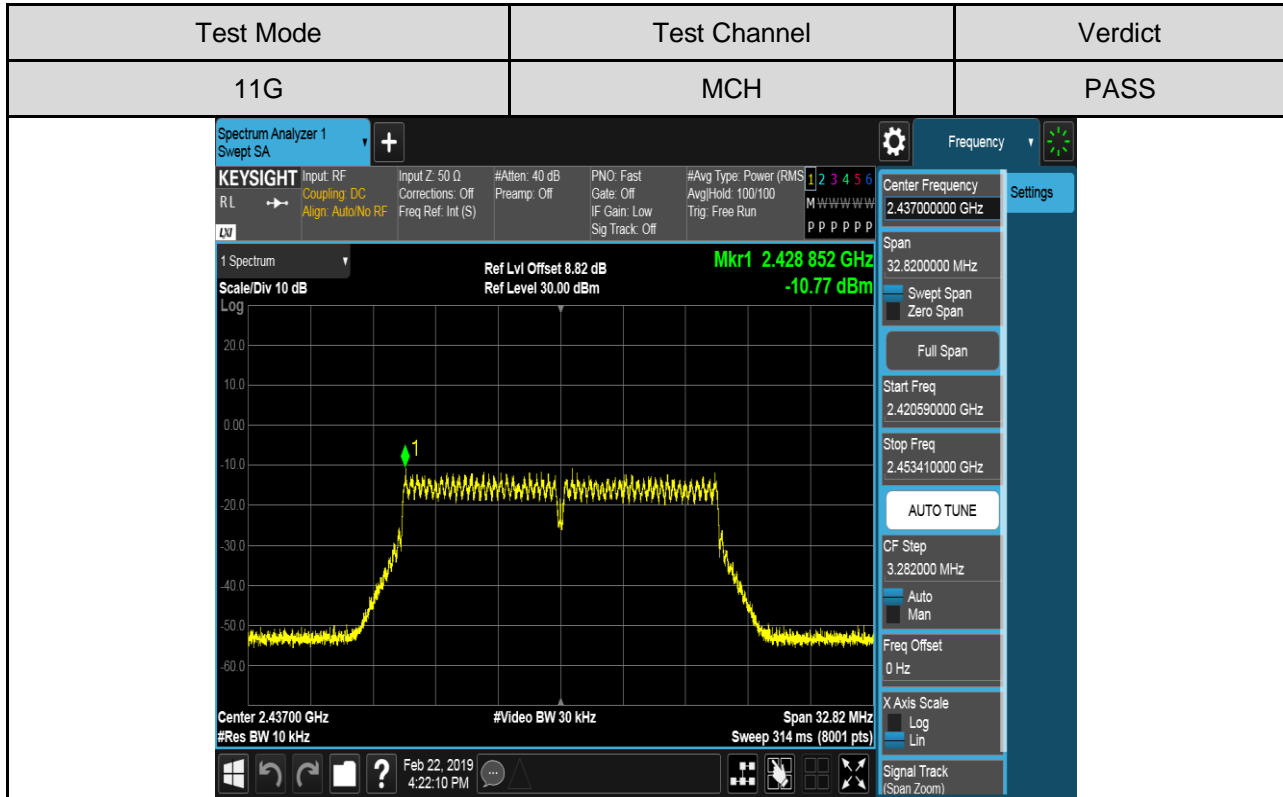 Test Mode Test Channel Verdict
11G MCH PASS
Spectrum Analyzer 1
Swept SA
+
Frequency
KEYSIGHT Input: RF Input Z: 50 Ω #Atten: 40 dB PNO: Fast #Avg Type: Power (RMS 1 2 3 4 5 6
RL Coupling: DC Corrections: Off Preamp: Off Gate: Off Avg|Hold: 100/100 M W W W W W
Align: Auto/No RF Freq Ref: Int (S) IF Gain: Low Trig: Free Run
LXI Sig Track: Off P P P P P P
1 Spectrum
Scale/Div 10 dB
Ref Lvl Offset 8.82 dB
Ref Level 30.00 dBm
Mkr1 2.428 852 GHz
-10.77 dBm
Log
20.0
10.0
0.00
-10.0
-20.0
-30.0
-40.0
-50.0
-60.0
1
Center 2.43700 GHz #Video BW 30 kHz Span 32.82 MHz
#Res BW 10 kHz Sweep 314 ms (8001 pts)
Center Frequency
2.437000000 GHz
Settings
Span
32.8200000 MHz
Swept Span
Zero Span
Full Span
Start Freq
2.420590000 GHz
Stop Freq
2.453410000 GHz
AUTO TUNE
CF Step
3.282000 MHz
Auto
Man
Freq Offset
0 Hz
X Axis Scale
Log
Lin
Signal Track
(Span Zoom)
? Feb 22, 2019
4:22:10 PM